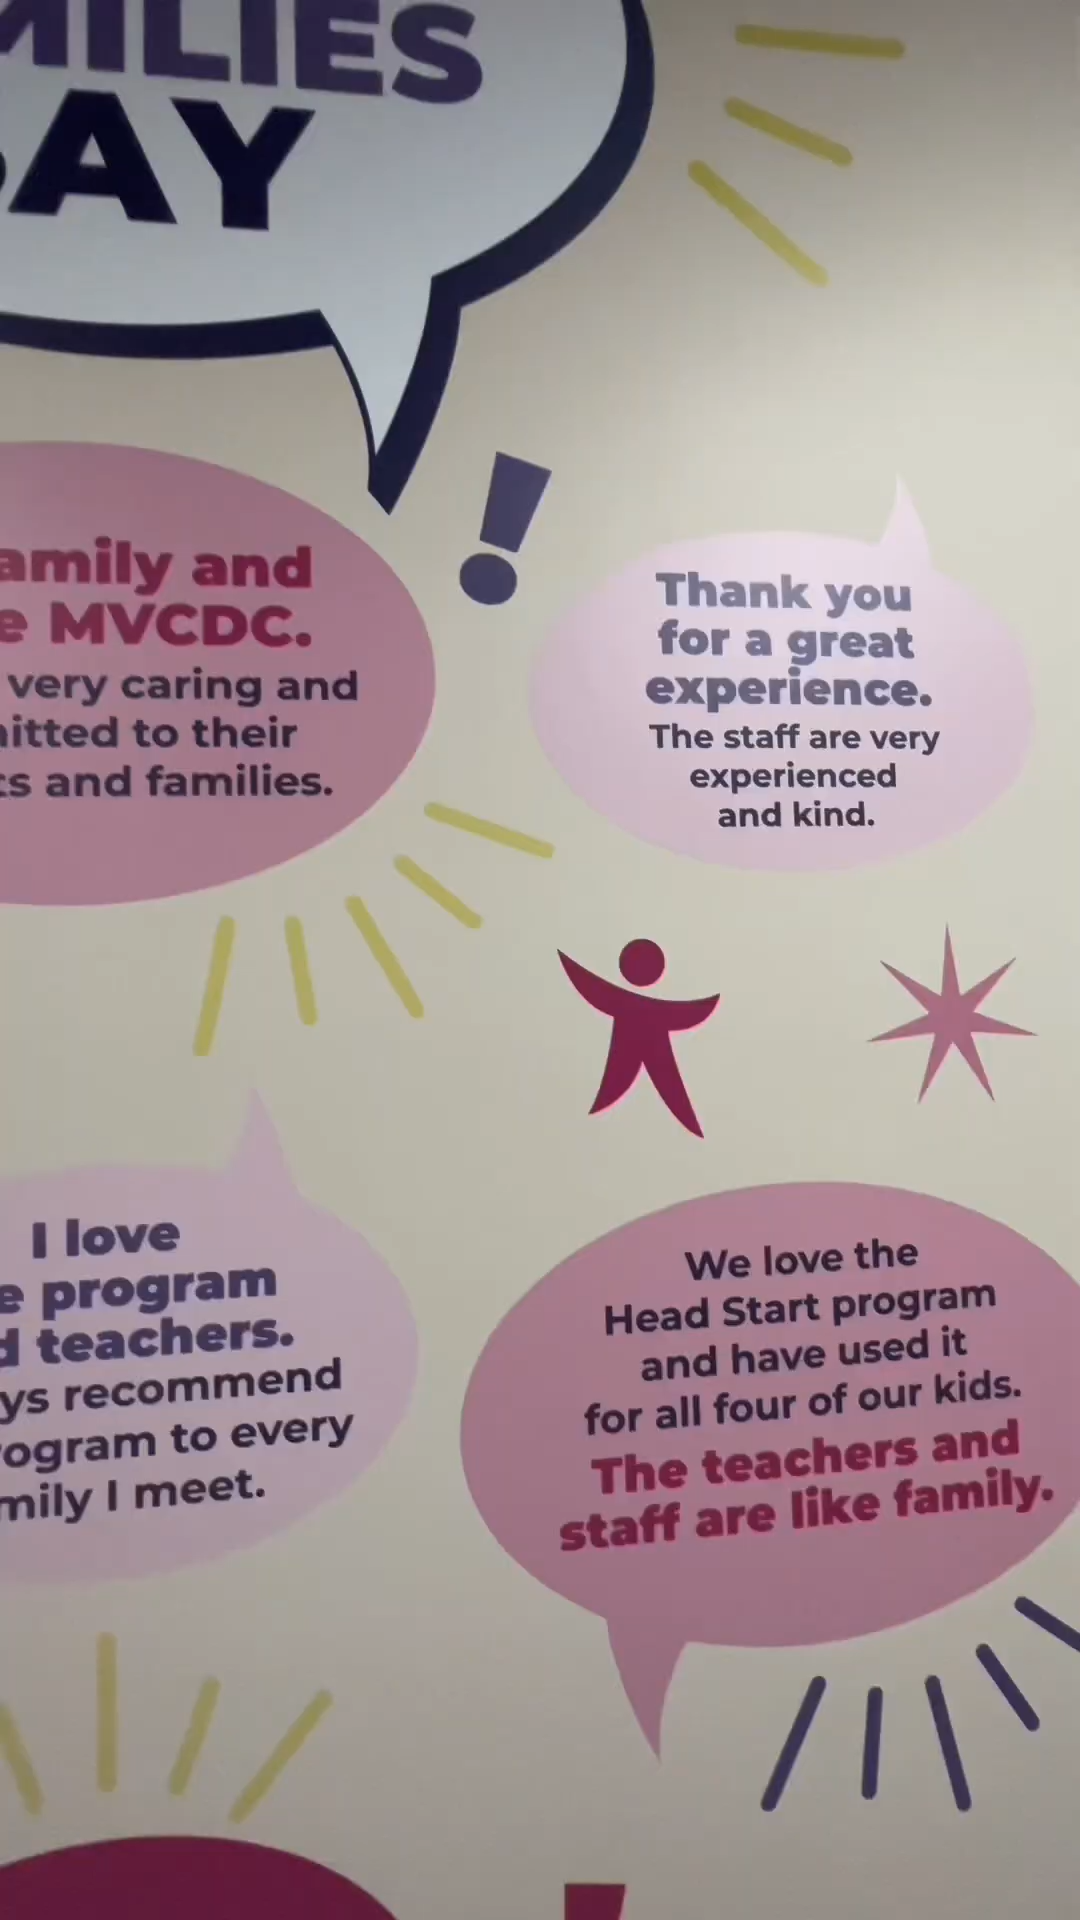 MILIES
SAY
amily and
e MVCDC.
very caring and
itted to their
ts and families.
Thank you
for a great
experience.
The staff are very
experienced
and kind.
I love
e program
d teachers.
ys recommend
ogram to every
mily I meet.
We love the
Head Start program
and have used it
for all four of our kids.
The teachers and
staff are like family.